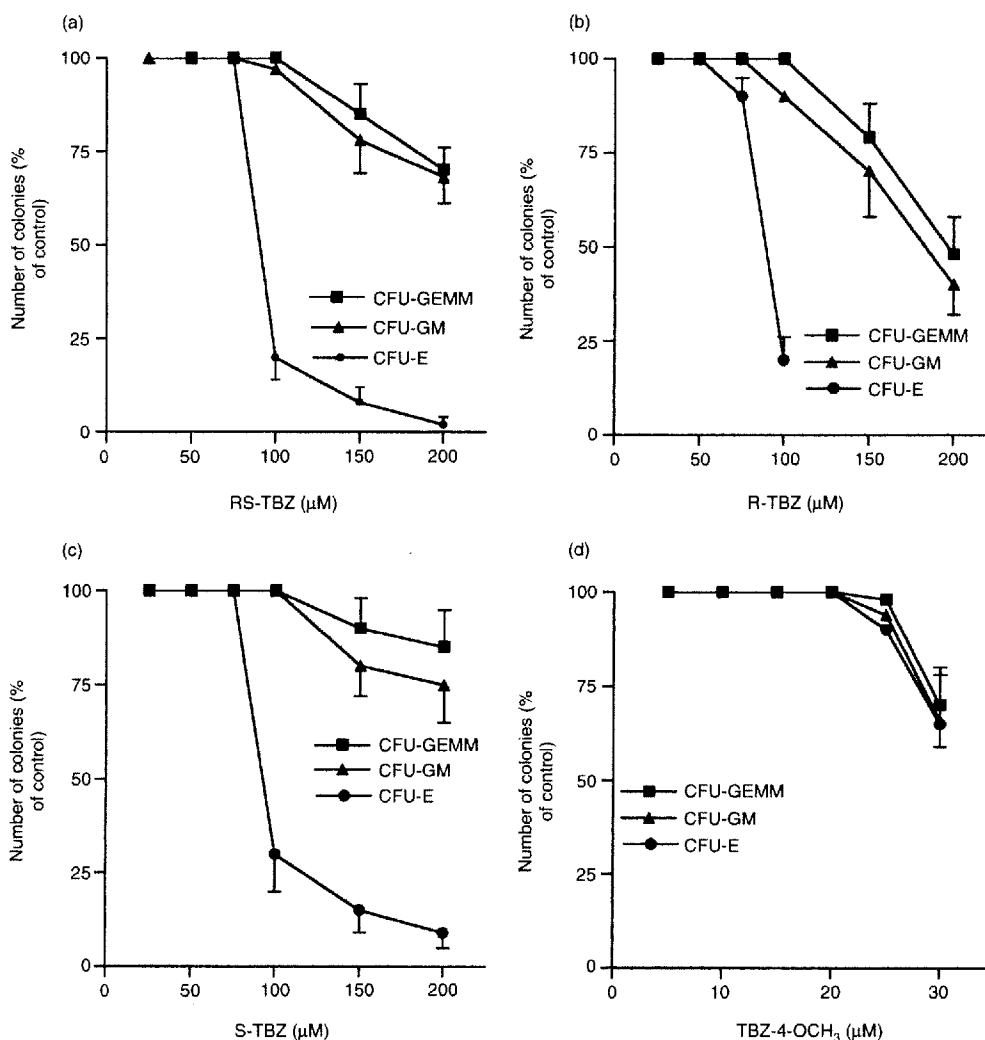 (a)
Number of colonies (%
of control)
100
75
50
25
0
0
50
100
150
200
CFU-GEMM
CFU-GM
CFU-E
RS-TBZ (µM)
(b)
Number of colonies (%
of control)
100
75
50
25
0
0
50
100
150
200
CFU-GEMM
CFU-GM
CFU-E
R-TBZ (µM)
(c)
Number of colonies (%
of control)
100
75
50
25
0
0
50
100
150
200
CFU-GEMM
CFU-GM
CFU-E
S-TBZ (µM)
(d)
Number of colonies (%
of control)
100
75
50
25
0
0
10
20
30
CFU-GEMM
CFU-GM
CFU-E
TBZ-4-OCH₃ (µM)